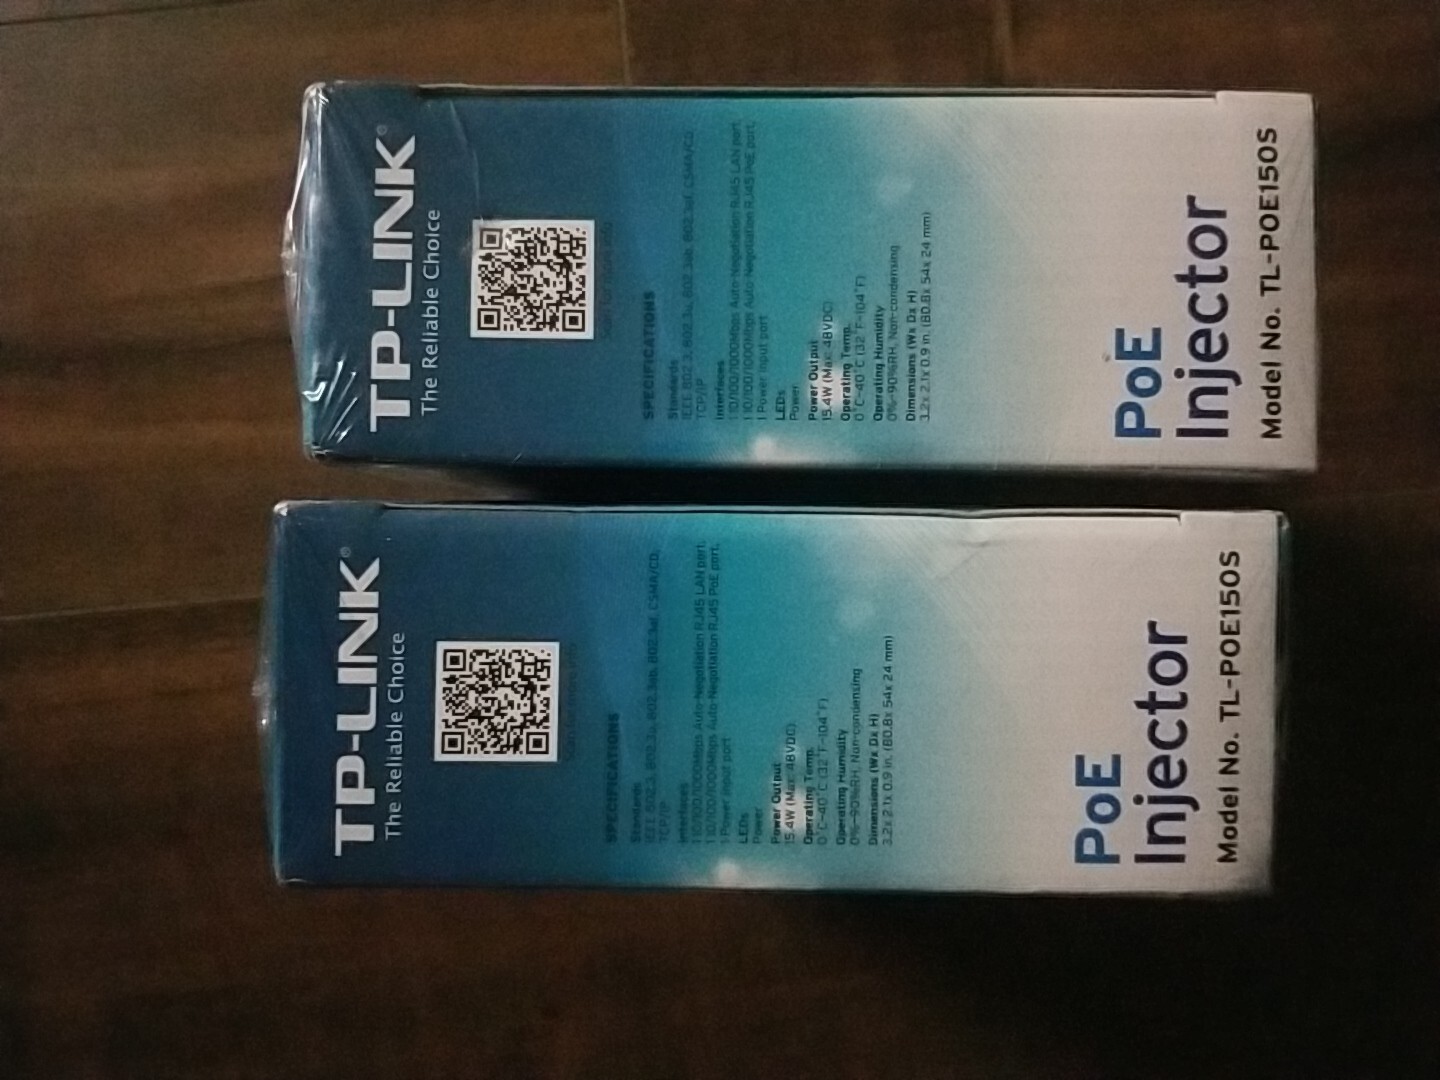 TP-LINK®
The Reliable Choice
SPECIFICATIONS
Standards
IEEE 802.3, 802.3u, 802.3ab, 802.3af, CSMA/CD,
TCP/IP
Interfaces
1 10/100/1000Mbps Auto-Negotiation RJ45 LAN port,
1 10/100/1000Mbps Auto-Negotiation RJ45 PoE port,
1 Power input port
LEDs
Power
Power Output
15.4W (Max: 48VDC)
Operating Temp.
0°C~40°C (32°F~104°F)
Operating Humidity
0%~90%RH, Non-condensing
Dimensions (W x D x H)
3.2 x 2.1 x 0.9 in. (80.8 x 54 x 24 mm)
PoE
Injector
Model No. TL-POE150S
TP-LINK®
The Reliable Choice
SPECIFICATIONS
Standards
IEEE 802.3, 802.3u, 802.3ab, 802.3af, CSMA/CD,
TCP/IP
Interfaces
1 10/100/1000Mbps Auto-Negotiation RJ45 LAN port,
1 10/100/1000Mbps Auto-Negotiation RJ45 PoE port,
1 Power input port
LEDs
Power
Power Output
15.4W (Max: 48VDC)
Operating Temp.
0°C~40°C (32°F~104°F)
Operating Humidity
0%~90%RH, Non-condensing
Dimensions (W x D x H)
3.2 x 2.1 x 0.9 in. (80.8 x 54 x 24 mm)
PoE
Injector
Model No. TL-POE150S